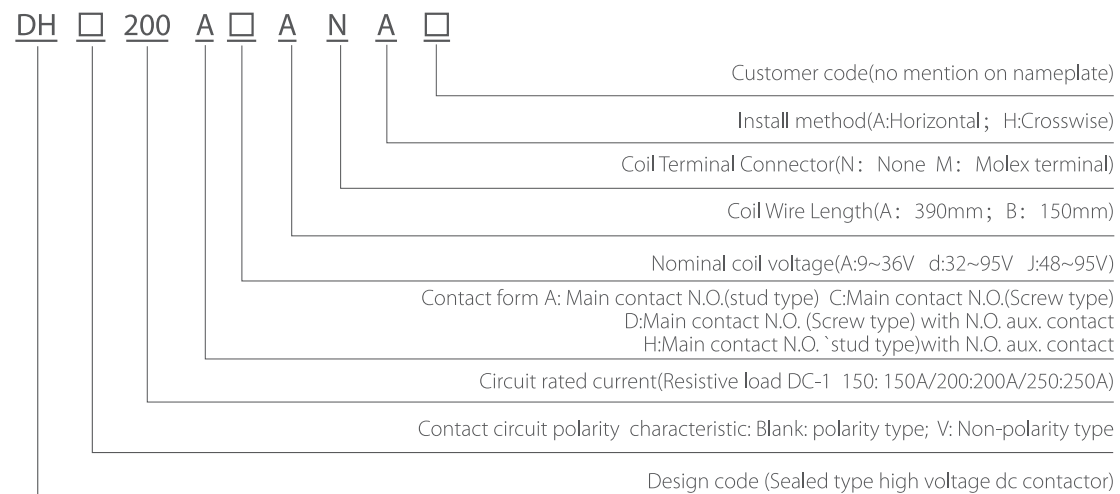 DH □ 200 A □ A N A □
Customer code(no mention on nameplate)
Install method(A:Horizontal; H:Crosswise)
Coil Terminal Connector(N: None M: Molex terminal)
Coil Wire Length(A: 390mm; B: 150mm)
Nominal coil voltage(A:9~36V d:32~95V J:48~95V)
Contact form A: Main contact N.O.(stud type) C:Main contact N.O.(Screw type)
D:Main contact N.O. (Screw type) with N.O. aux. contact
H:Main contact N.O. `stud type)with N.O. aux. contact
Circuit rated current(Resistive load DC-1 150: 150A/200:200A/250:250A)
Contact circuit polarity characteristic: Blank: polarity type; V: Non-polarity type
Design code (Sealed type high voltage dc contactor)